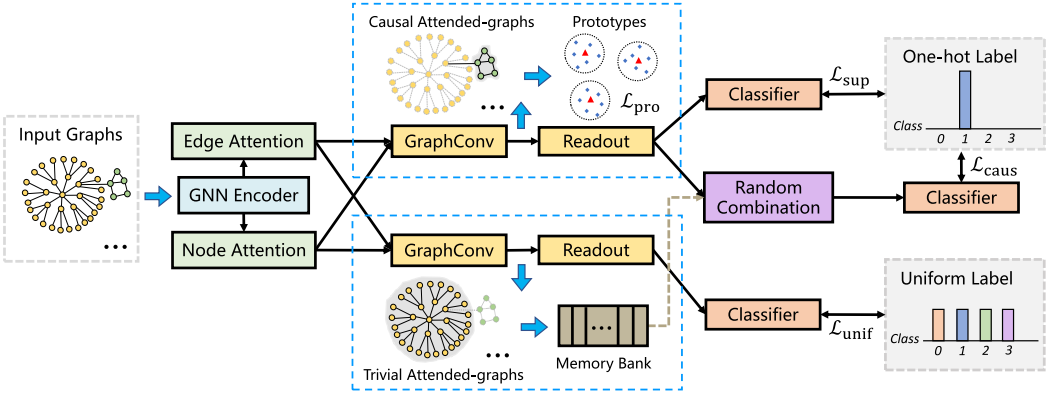 Input Graphs
...
Edge Attention
GNN Encoder
Node Attention
Causal Attended-graphs
...
Prototypes
ℒpro
GraphConv
Readout
GraphConv
Readout
Trivial Attended-graphs
...
...
Memory Bank
Classifier
ℒsup
Random
Combination
Classifier
ℒcaus
Classifier
ℒunif
One-hot Label
Class
0 1 2 3
Uniform Label
Class
0 1 2 3